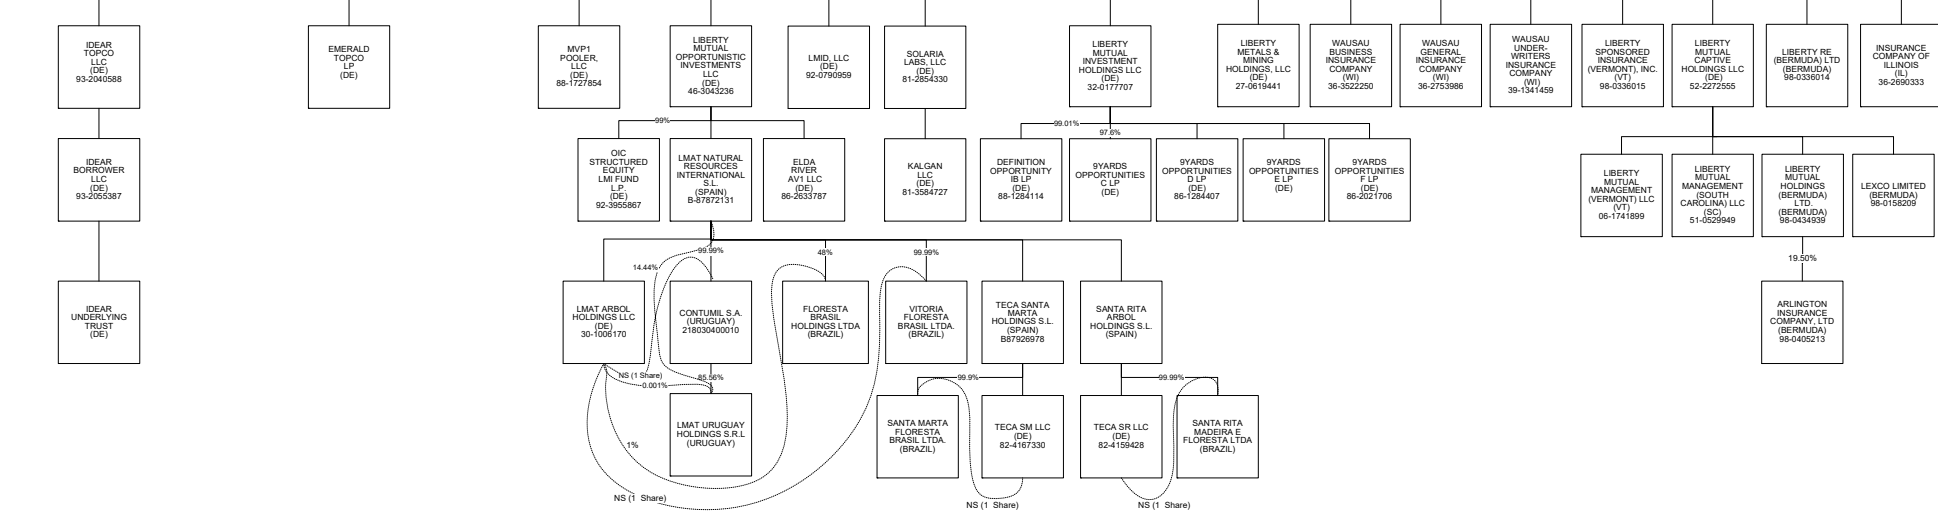 IDEAR
TOPCO
LLC
(DE)
93-2040588
EMERALD
TOPCO
LP
(DE)
MVP1
POOLER,
LLC
(DE)
88-1727854
LIBERTY
MUTUAL
OPPORTUNISTIC
INVESTMENTS
LLC
(DE)
46-3043236
LMID, LLC
(DE)
92-0790959
SOLARIA
LABS, LLC
(DE)
81-2854330
LIBERTY
MUTUAL
INVESTMENT
HOLDINGS LLC
(DE)
32-0177707
LIBERTY
METALS &
MINING
HOLDINGS, LLC
(DE)
27-0619441
WAUSAU
BUSINESS
INSURANCE
COMPANY
(WI)
36-3522250
WAUSAU
GENERAL
INSURANCE
COMPANY
(WI)
36-2753986
WAUSAU
UNDER-
WRITERS
INSURANCE
COMPANY
(WI)
39-1341459
LIBERTY
SPONSORED
INSURANCE
(VERMONT), INC.
(VT)
98-0336015
LIBERTY
MUTUAL
CAPTIVE
HOLDINGS LLC
(DE)
52-2272555
LIBERTY RE
(BERMUDA) LTD
(BERMUDA)
98-0336014
INSURANCE
COMPANY OF
ILLINOIS
(IL)
36-2690333
99%
99.01%
97.6%
IDEAR
BORROWER
LLC
(DE)
93-2055387
OIC
STRUCTURED
EQUITY
LMI FUND
L.P.
(DE)
92-3955867
LMAT NATURAL
RESOURCES
INTERNATIONAL
S.L.
(SPAIN)
B-87872131
ELDA
RIVER
AV1 LLC
(DE)
86-2633787
KALGAN
LLC
(DE)
81-3584727
DEFINITION
OPPORTUNITY
IB LP
(DE)
88-1284114
9YARDS
OPPORTUNITIES
C LP
(DE)
9YARDS
OPPORTUNITIES
D LP
(DE)
86-1284407
9YARDS
OPPORTUNITIES
E LP
(DE)
9YARDS
OPPORTUNITIES
F LP
(DE)
86-2021706
LIBERTY
MUTUAL
MANAGEMENT
(VERMONT) LLC
(VT)
06-1741899
LIBERTY
MUTUAL
MANAGEMENT
(SOUTH
CAROLINA) LLC
(SC)
51-0529949
LIBERTY
MUTUAL
HOLDINGS
(BERMUDA)
LTD.
(BERMUDA)
98-0434939
LEXCO LIMITED
(BERMUDA)
98-0158209
99.99%
48%
99.99%
14.44%
19.50%
IDEAR
UNDERLYING
TRUST
(DE)
LMAT ARBOL
HOLDINGS LLC
(DE)
30-1006170
CONTUMIL S.A.
(URUGUAY)
218030400010
FLORESTA
BRASIL
HOLDINGS LTDA
(BRAZIL)
VITORIA
FLORESTA
BRASIL LTDA.
(BRAZIL)
TECA SANTA
MARTA
HOLDINGS S.L.
(SPAIN)
B87926978
SANTA RITA
ARBOL
HOLDINGS S.L.
(SPAIN)
ARLINGTON
INSURANCE
COMPANY, LTD
(BERMUDA)
98-0405213
NS (1 Share)
85.56%
0.001%
99.9%
99.99%
LMAT URUGUAY
HOLDINGS S.R.L
(URUGUAY)
SANTA MARTA
FLORESTA
BRASIL LTDA.
(BRAZIL)
TECA SM LLC
(DE)
82-4167330
TECA SR LLC
(DE)
82-4159428
SANTA RITA
MADEIRA E
FLORESTA LTDA
(BRAZIL)
1%
NS (1 Share)
NS (1 Share)
NS (1 Share)